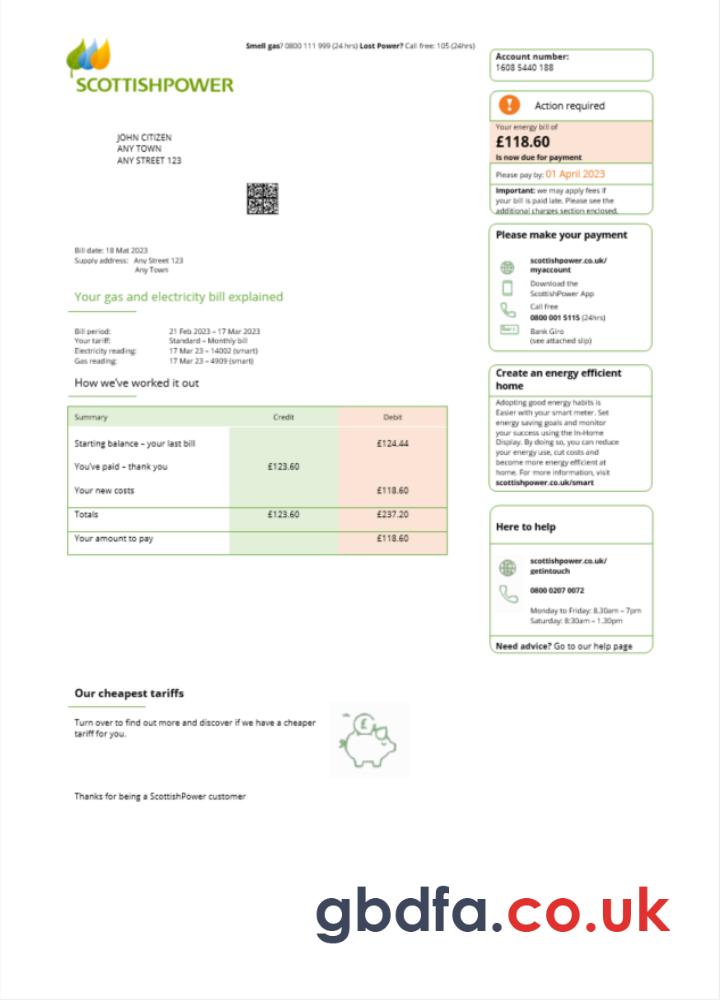 Smell gas? 0800 111 999 (24 hrs) Lost Power? Call free: 105 (24hrs)
SCOTTISHPOWER
JOHN CITIZEN
ANY TOWN
ANY STREET 123
Account number:
1608 5440 188
Action required
Your energy bill of
£118.60
Is now due for payment
Please pay by: 01 April 2023
Important: we may apply fees if
your bill is paid late. Please see the
additional charges section enclosed.
Bill date: 18 Mat 2023
Supply address: Any Street 123
Any Town
Your gas and electricity bill explained
Bill period: 21 Feb 2023 – 17 Mar 2023
Your tariff: Standard – Monthly bill
Electricity reading: 17 Mar 23 – 14002 (smart)
Gas reading: 17 Mar 23 – 4909 (smart)
How we've worked it out
Summary Credit Debit
Starting balance – your last bill £124.44
You've paid – thank you £123.60
Your new costs £118.60
Totals £123.60 £237.20
Your amount to pay £118.60
Please make your payment
scottishpower.co.uk/
myaccount
Download the
ScottishPower App
Call free
0800 001 5115 (24hrs)
Bank Giro
(see attached slip)
Create an energy efficient
home
Adopting good energy habits is
Easier with your smart meter. Set
energy saving goals and monitor
your success using the In-Home
Display. By doing so, you can reduce
your energy use, cut costs and
become more energy efficient at
home. For more information, visit
scottishpower.co.uk/smart
Here to help
scottishpower.co.uk/
getintouch
0800 0207 0072
Monday to Friday: 8.30am – 7pm
Saturday: 8:30am – 1.30pm
Need advice? Go to our help page
Our cheapest tariffs
Turn over to find out more and discover if we have a cheaper
tariff for you.
£
Thanks for being a ScottishPower customer
gbdfa.co.uk